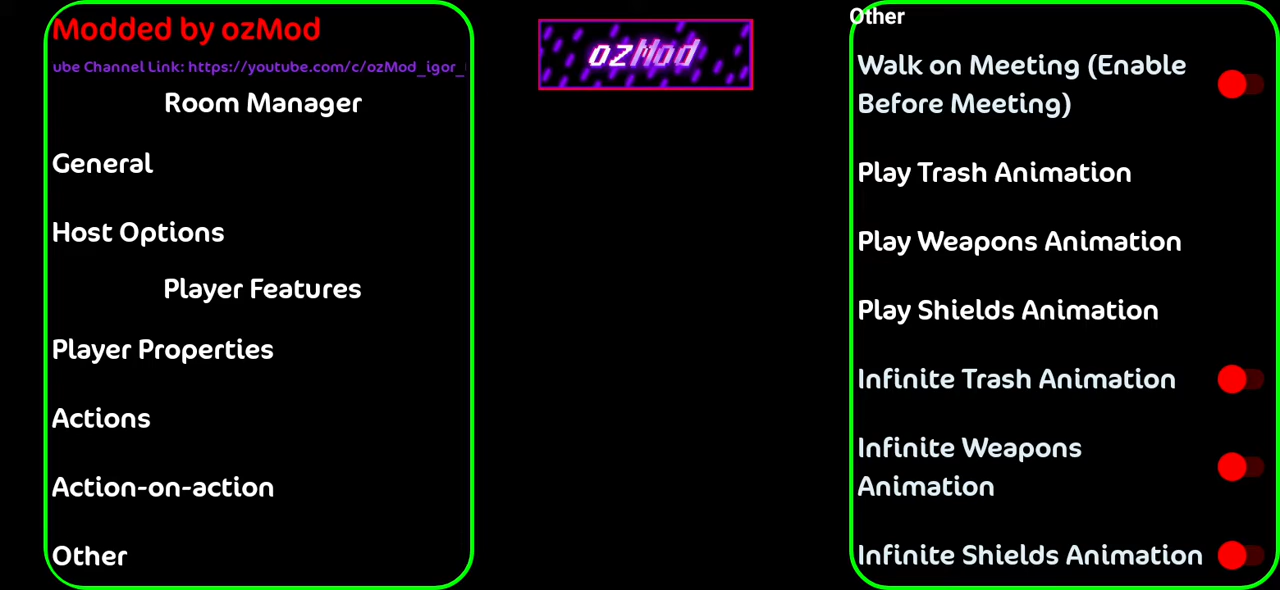 Modded by ozMod
ube Channel Link: https://youtube.com/c/ozMod_igor_
Room Manager
General
Host Options
Player Features
Player Properties
Actions
Action-on-action
Other
ozMod
Other
Walk on Meeting (Enable
Before Meeting)
Play Trash Animation
Play Weapons Animation
Play Shields Animation
Infinite Trash Animation
Infinite Weapons
Animation
Infinite Shields Animation